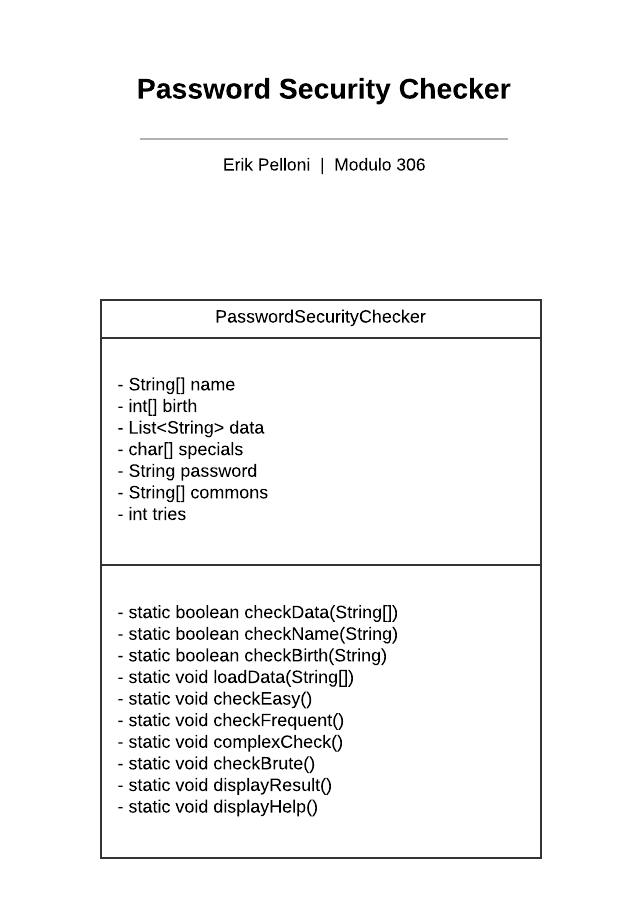 Password Security Checker
Erik Pelloni | Modulo 306
PasswordSecurityChecker
- String[] name
- int[] birth
- List<String> data
- char[] specials
- String password
- String[] commons
- int tries
- static boolean checkData(String[])
- static boolean checkName(String)
- static boolean checkBirth(String)
- static void loadData(String[])
- static void checkEasy()
- static void checkFrequent()
- static void complexCheck()
- static void checkBrute()
- static void displayResult()
- static void displayHelp()